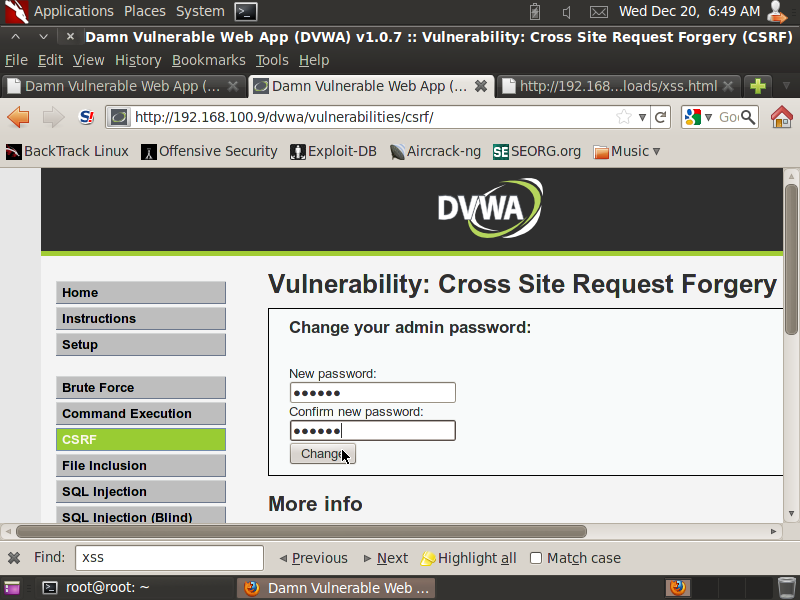 Applications Places System Wed Dec 20, 6:49 AM
Damn Vulnerable Web App (DVWA) v1.0.7 :: Vulnerability: Cross Site Request Forgery (CSRF)
File Edit View History Bookmarks Tools Help
Damn Vulnerable Web App (... Damn Vulnerable Web App (... http://192.168...loads/xss.html
http://192.168.100.9/dvwa/vulnerabilities/csrf/
BackTrack Linux Offensive Security Exploit-DB Aircrack-ng SEORG.org Music
DVWA
Vulnerability: Cross Site Request Forgery
Home
Instructions
Setup
Brute Force
Command Execution
CSRF
File Inclusion
SQL Injection
SQL Injection (Blind)
Change your admin password:
New password:
●●●●●●
Confirm new password:
●●●●●●
Change
More info
Find: xss Previous Next Highlight all Match case
root@root: ~ Damn Vulnerable Web ...